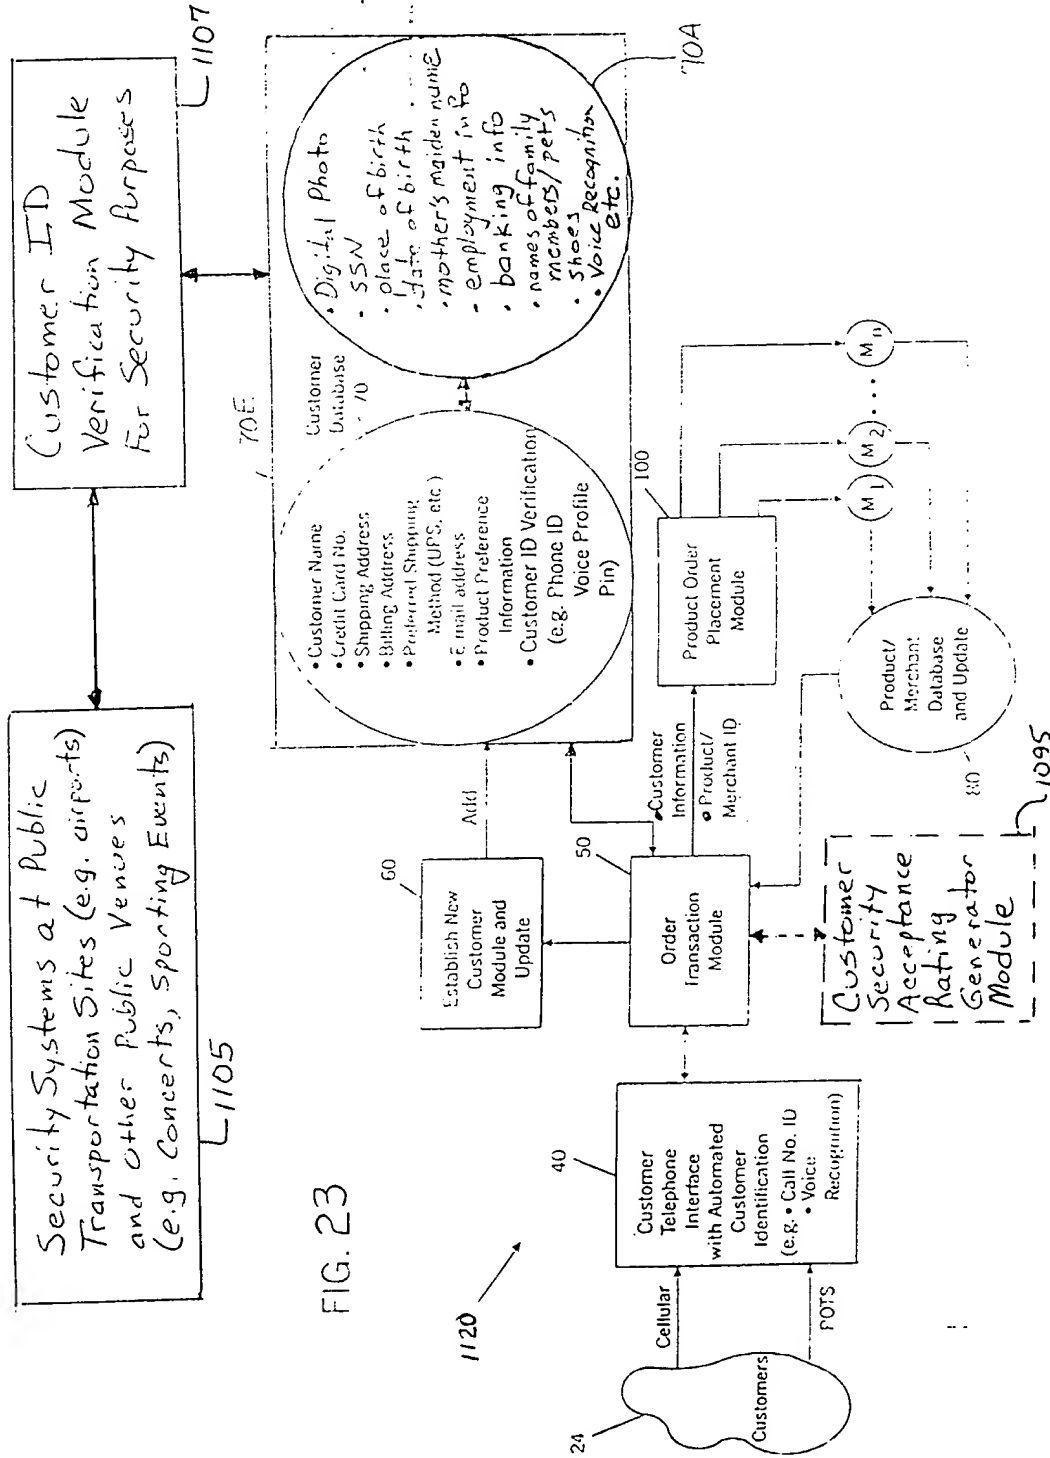 Security Systems at Public
Transportation Sites (e.g. airports)
and other Public Venues
(e.g. Concerts, Sporting Events)
1105
Customer ID
Verification Module
For Security Purposes
1107
FIG. 23
1120
70E
Customer
Database
70
• Customer Name
• Credit Card No.
• Shipping Address
• Billing Address
• Preferred Shipping
Method (UPS, etc.)
• E mail address
• Product Preference
Information
• Customer ID Verification
(e.g. Phone ID
Voice Profile
Pin)
• Digital Photo
• SSN
• place of birth
• date of birth
• mother's maiden name
• employment info
• banking info
• names of family
members/pets
• shoes
• Voice Recognition
etc.
70A
24
Customers
Cellular
POTS
40
Customer
Telephone
Interface
with Automated
Customer
Identification
(e.g. • Call No. ID
• Voice
Recognition)
60
Establish New
Customer
Module and
Update
Add
50
Order
Transaction
Module
• Customer
Information
• Product/
Merchant ID
100
Product Order
Placement
Module
M1
M2
....
Mn
Product/
Merchant
Database
and Update
80
Customer
Security
Acceptance
Rating
Generator
Module
1095